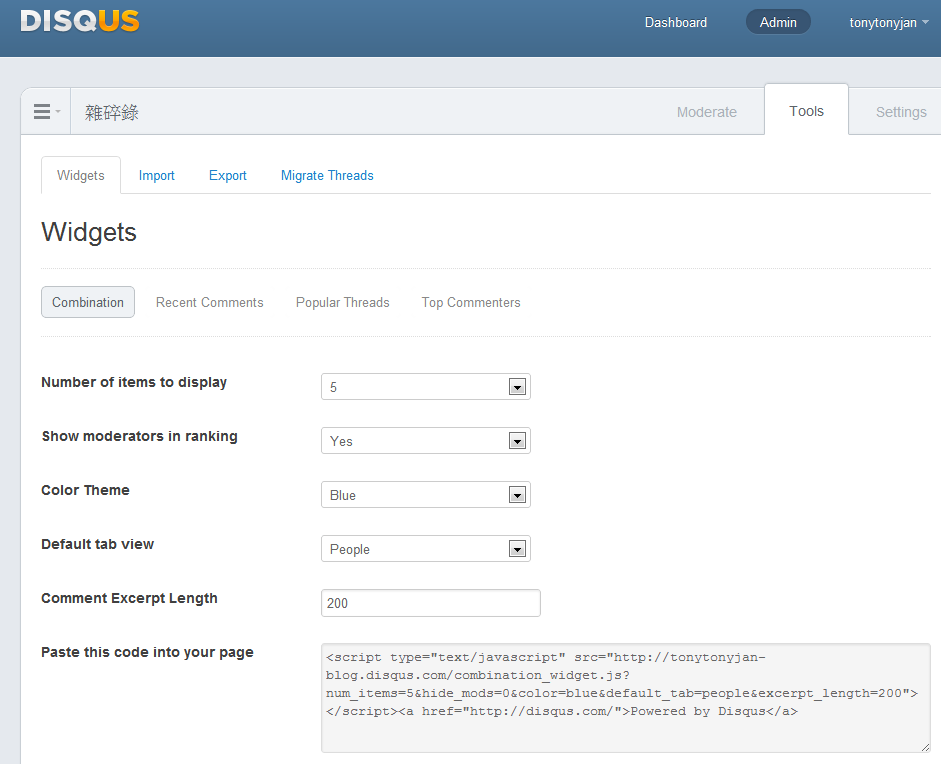 DISQUS
Dashboard Admin tonytonyjan
雜碎錄 Moderate Tools Settings
Widgets Import Export Migrate Threads
Widgets
Combination Recent Comments Popular Threads Top Commenters
Number of items to display 5
Show moderators in ranking Yes
Color Theme Blue
Default tab view People
Comment Excerpt Length 200
Paste this code into your page <script type="text/javascript" src="http://tonytonyjan-
blog.disqus.com/combination_widget.js?
num_items=5&hide_mods=0&color=blue&default_tab=people&excerpt_length=200">
</script><a href="http://disqus.com/">Powered by Disqus</a>